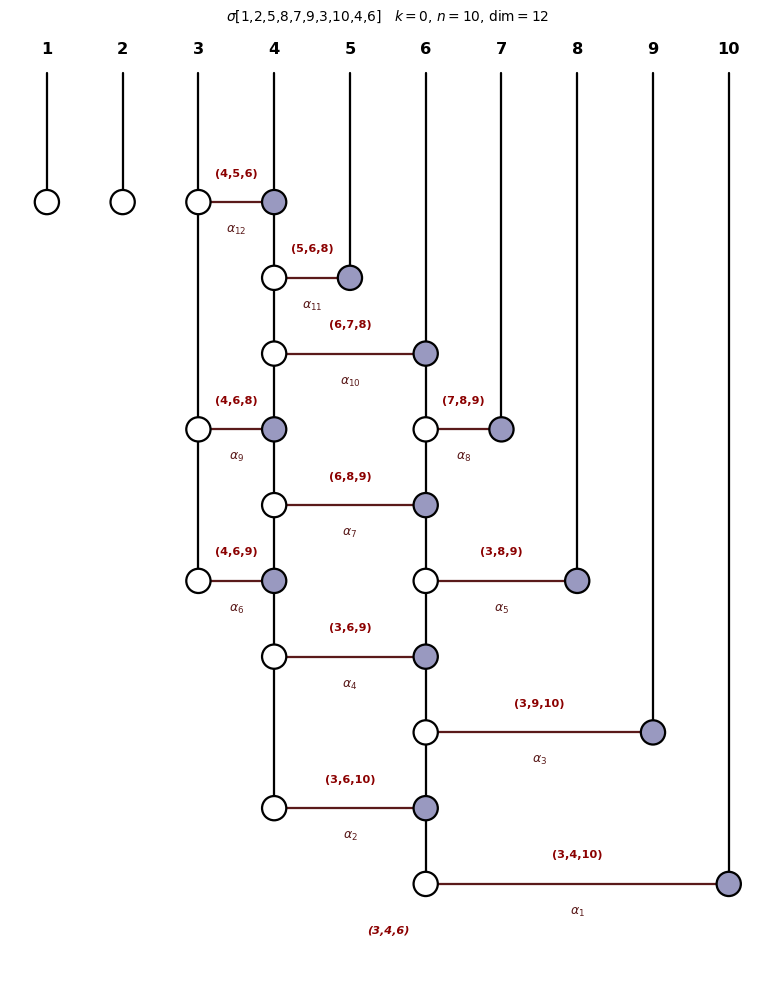 σ[1,2,5,8,7,9,3,10,4,6]   k = 0, n = 10, dim = 12
1 2 3 4 5 6 7 8 9 10
(4,5,6)
α₁₂
(5,6,8)
α₁₁
(6,7,8)
α₁₀
(4,6,8) (7,8,9)
α₉ α₈
(6,8,9)
α₇
(4,6,9) (3,8,9)
α₆ α₅
(3,6,9)
α₄
(3,9,10)
α₃
(3,6,10)
α₂
(3,4,10)
α₁
(3,4,6)